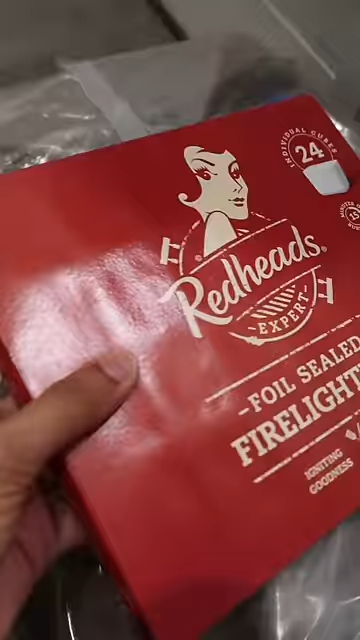 INDIVIDUAL CUBES
24
Redheads
EXPERT
-FOIL SEALED
FIRELIGHT
IGNITING
GOODNESS